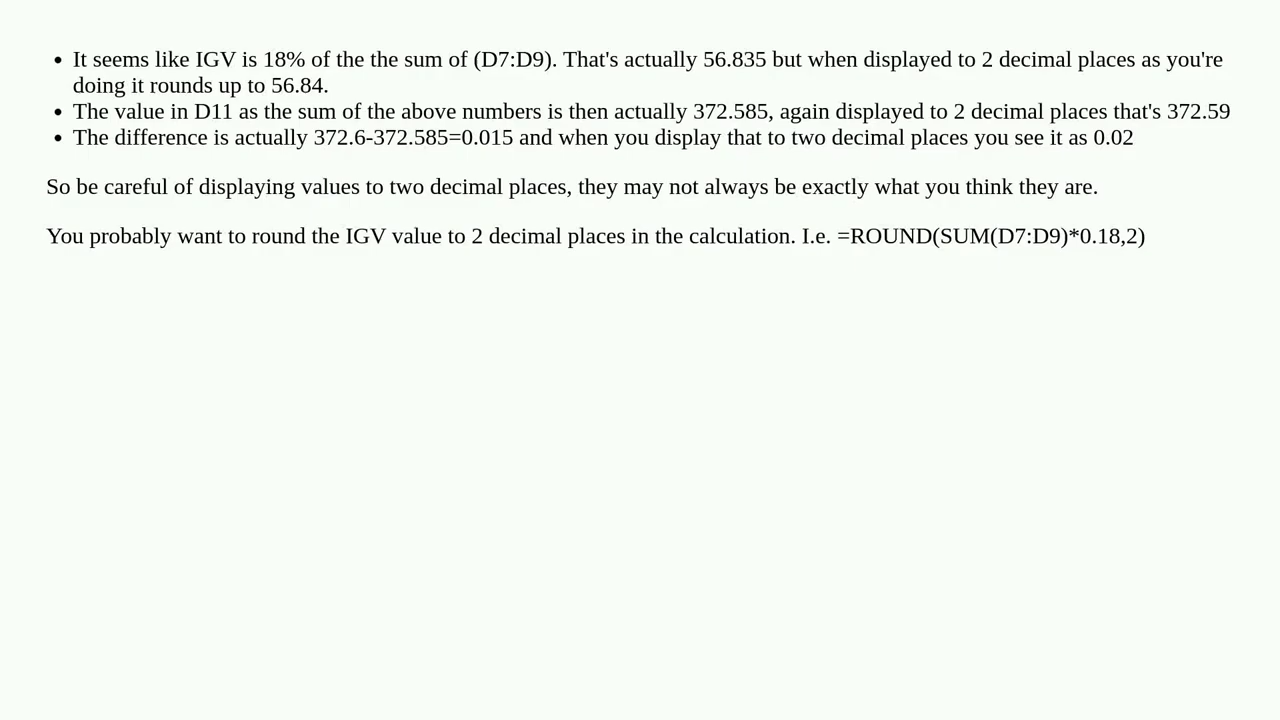 • It seems like IGV is 18% of the the sum of (D7:D9). That's actually 56.835 but when displayed to 2 decimal places as you're
doing it rounds up to 56.84.
• The value in D11 as the sum of the above numbers is then actually 372.585, again displayed to 2 decimal places that's 372.59
• The difference is actually 372.6-372.585=0.015 and when you display that to two decimal places you see it as 0.02
So be careful of displaying values to two decimal places, they may not always be exactly what you think they are.
You probably want to round the IGV value to 2 decimal places in the calculation. I.e. =ROUND(SUM(D7:D9)*0.18,2)